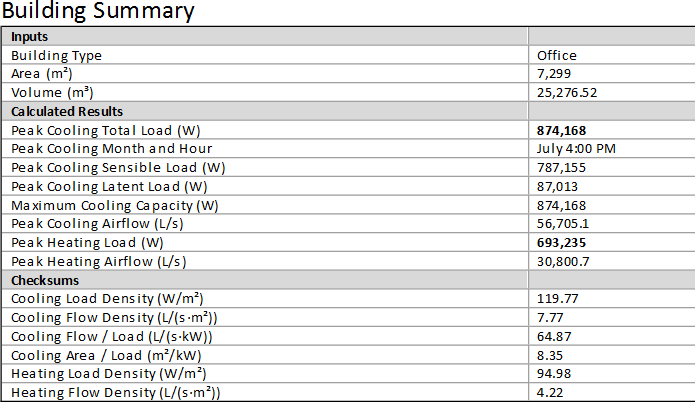 Building Summary
Inputs
Building Type Office
Area (m²) 7,299
Volume (m³) 25,276.52
Calculated Results
Peak Cooling Total Load (W) 874,168
Peak Cooling Month and Hour July 4:00 PM
Peak Cooling Sensible Load (W) 787,155
Peak Cooling Latent Load (W) 87,013
Maximum Cooling Capacity (W) 874,168
Peak Cooling Airflow (L/s) 56,705.1
Peak Heating Load (W) 693,235
Peak Heating Airflow (L/s) 30,800.7
Checksums
Cooling Load Density (W/m²) 119.77
Cooling Flow Density (L/(s·m²)) 7.77
Cooling Flow / Load (L/(s·kW)) 64.87
Cooling Area / Load (m²/kW) 8.35
Heating Load Density (W/m²) 94.98
Heating Flow Density (L/(s·m²)) 4.22